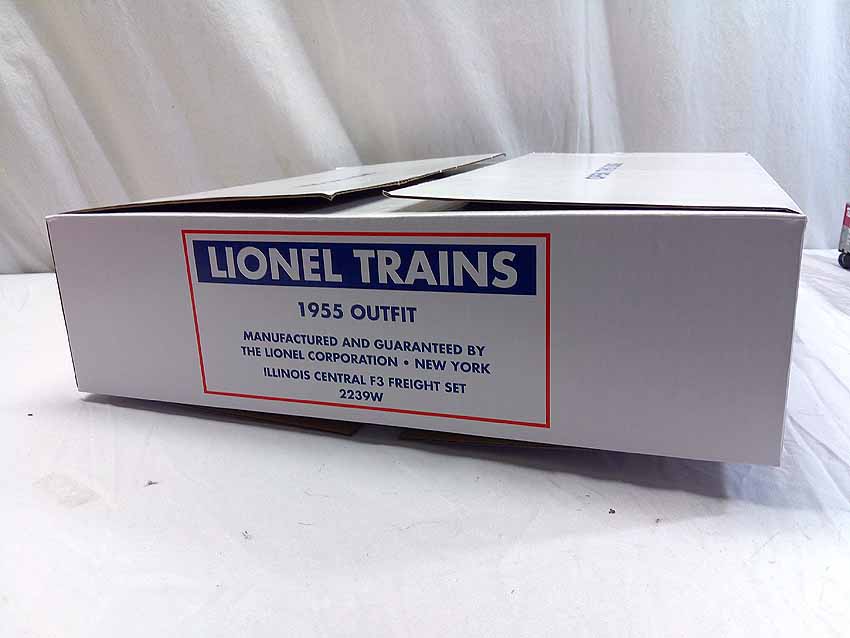 LIONEL TRAINS
1955 OUTFIT
MANUFACTURED AND GUARANTEED BY
THE LIONEL CORPORATION • NEW YORK
ILLINOIS CENTRAL F3 FREIGHT SET
2239W